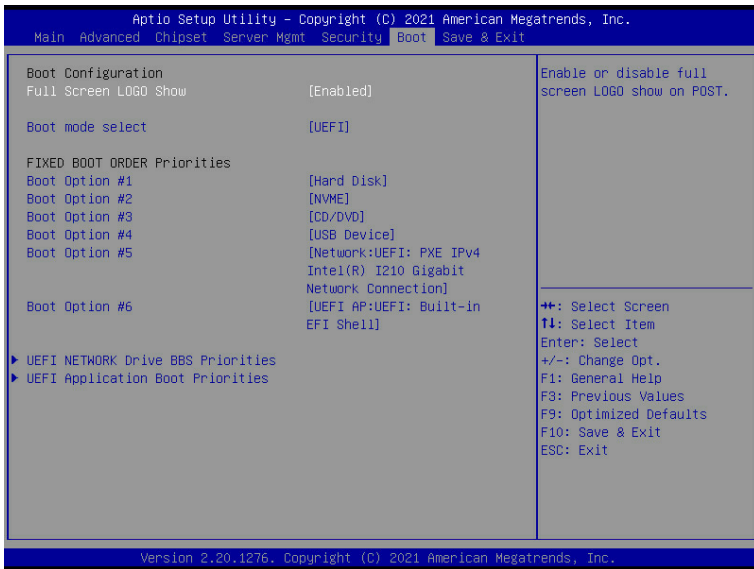 Aptio Setup Utility – Copyright (C) 2021 American Megatrends, Inc.
Main Advanced Chipset Server Mgmt Security Boot Save & Exit
Boot Configuration
Full Screen LOGO Show [Enabled]
Boot mode select [UEFI]
FIXED BOOT ORDER Priorities
Boot Option #1 [Hard Disk]
Boot Option #2 [NVME]
Boot Option #3 [CD/DVD]
Boot Option #4 [USB Device]
Boot Option #5 [Network:UEFI: PXE IPv4
Intel(R) I210 Gigabit
Network Connection]
Boot Option #6 [UEFI AP:UEFI: Built-in
EFI Shell]
UEFI NETWORK Drive BBS Priorities
UEFI Application Boot Priorities
Enable or disable full
screen LOGO show on POST.
→←: Select Screen
↑↓: Select Item
Enter: Select
+/-: Change Opt.
F1: General Help
F3: Previous Values
F9: Optimized Defaults
F10: Save & Exit
ESC: Exit
Version 2.20.1276. Copyright (C) 2021 American Megatrends, Inc.